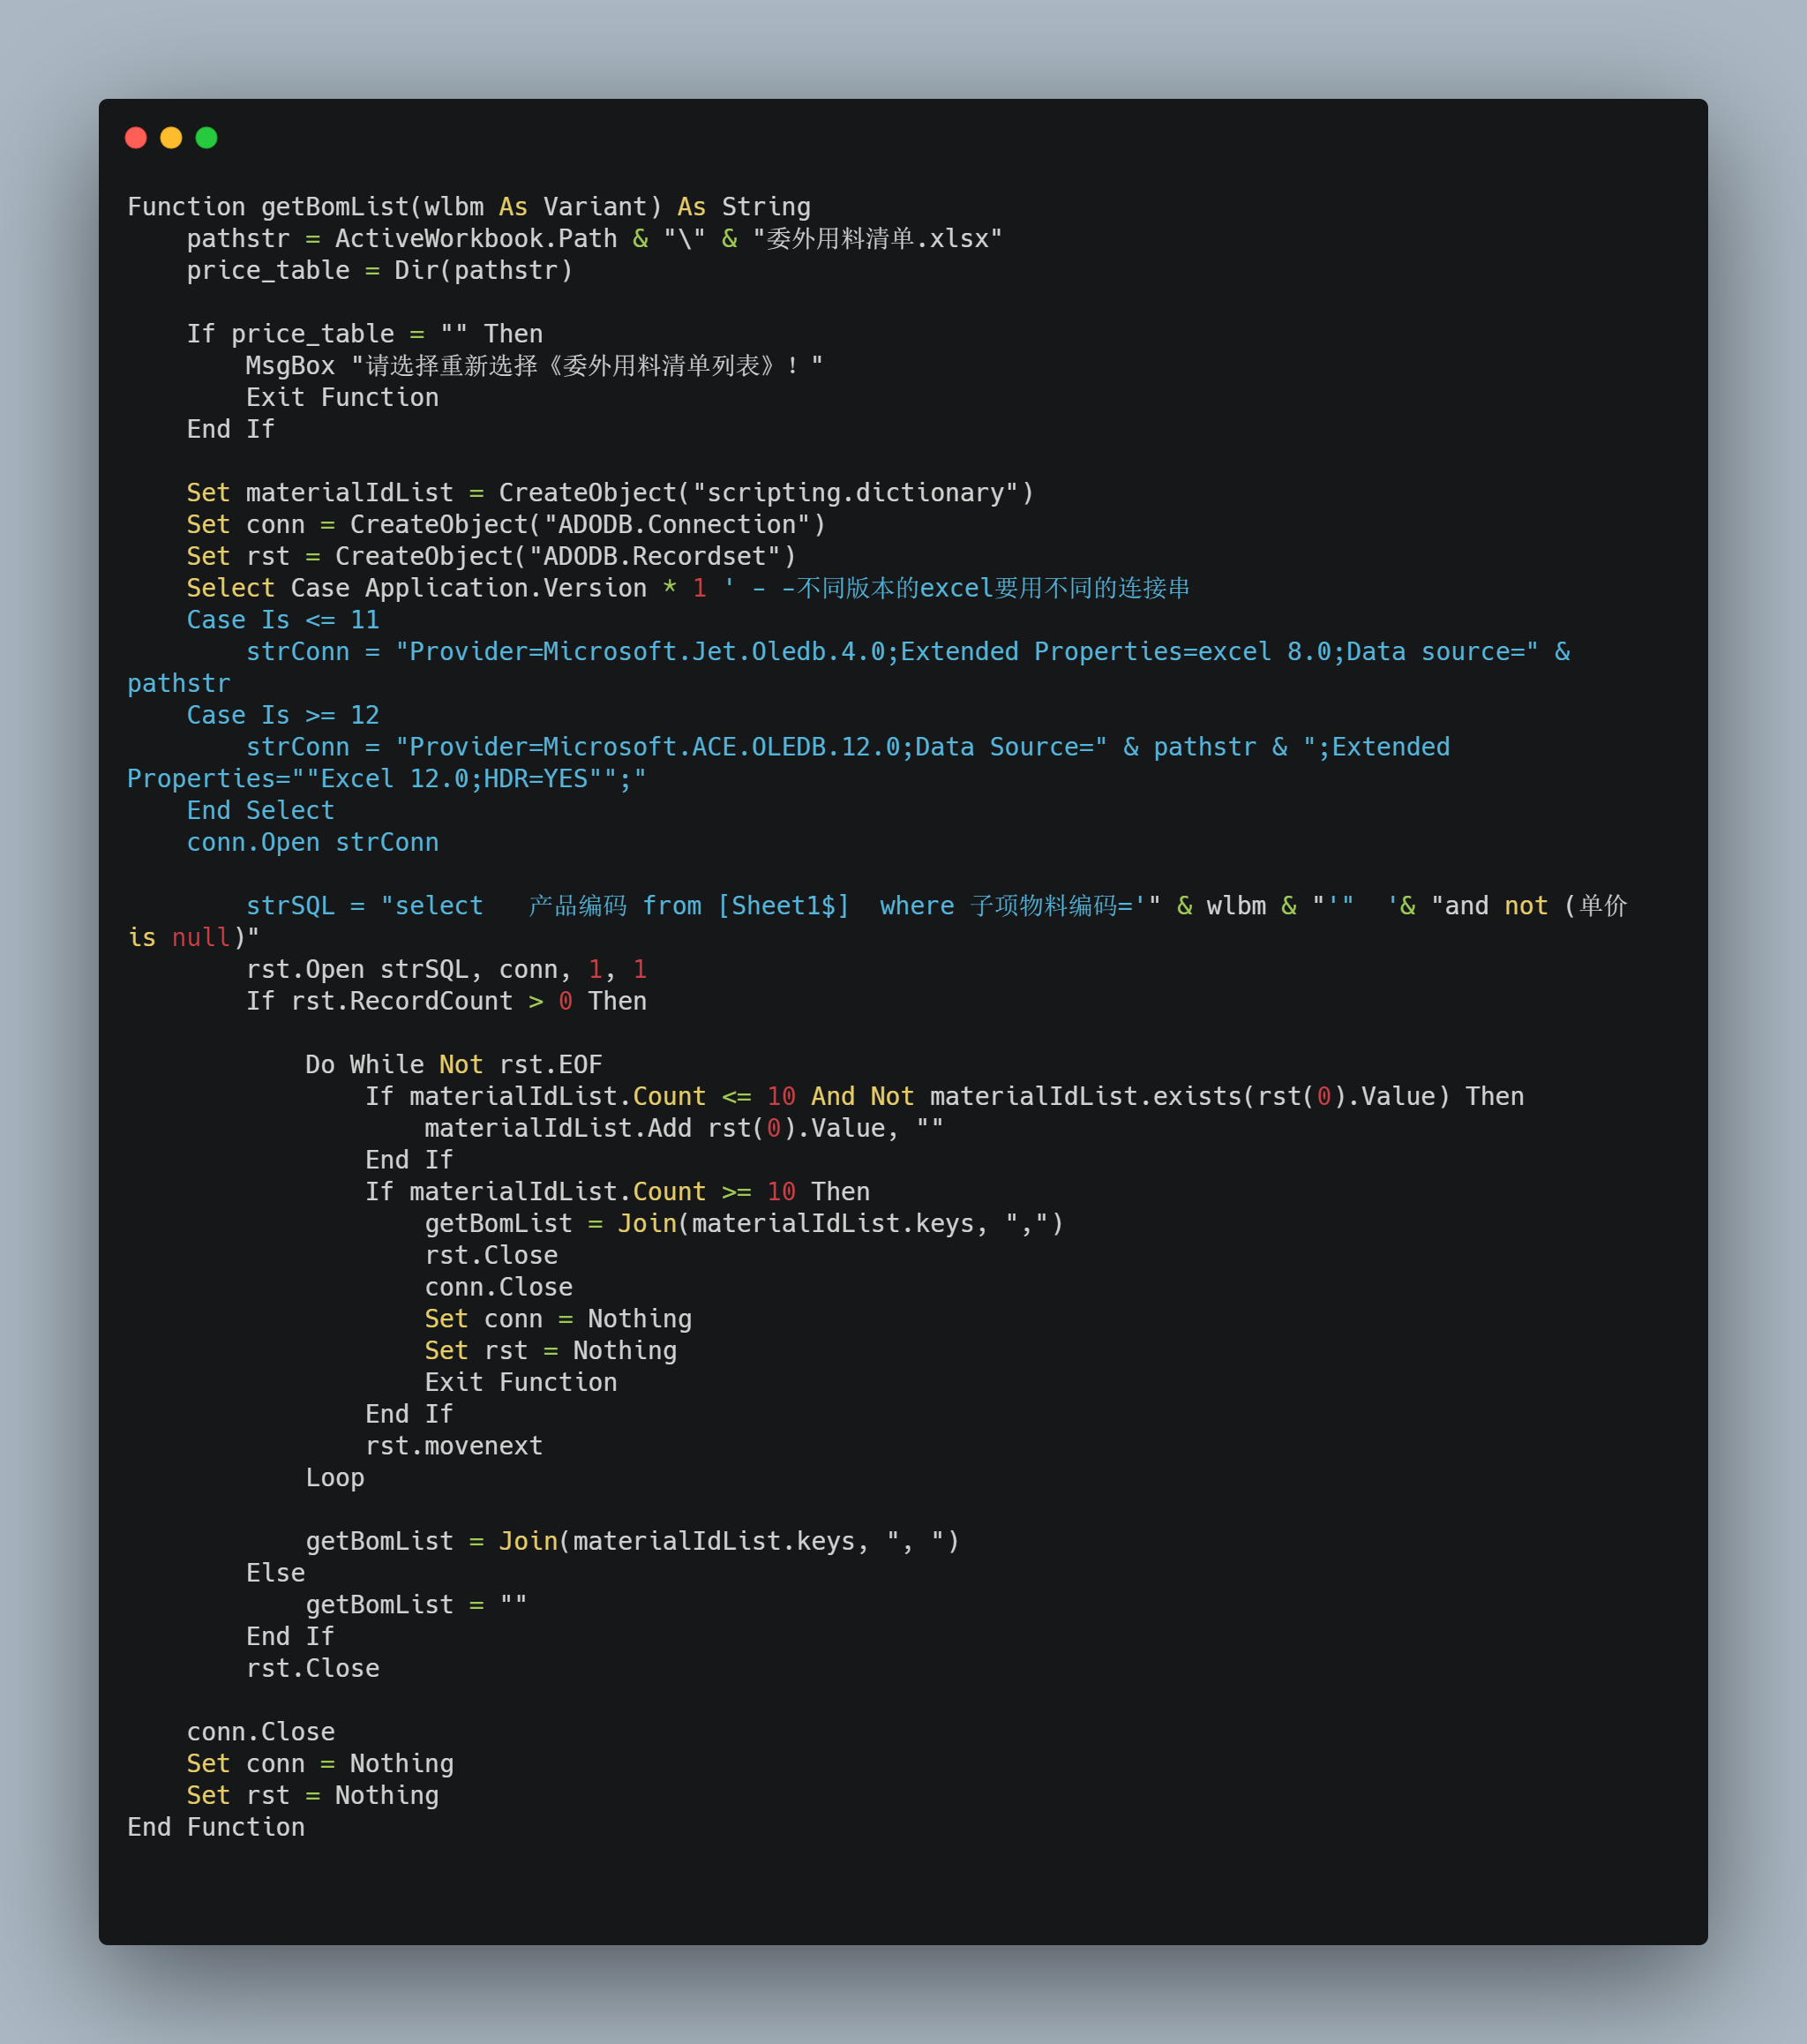 Function getBomList(wlbm As Variant) As String
    pathstr = ActiveWorkbook.Path & "\" & "委外用料清单.xlsx"
    price_table = Dir(pathstr)

    If price_table = "" Then
        MsgBox "请选择重新选择《委外用料清单列表》！"
        Exit Function
    End If

    Set materialIdList = CreateObject("scripting.dictionary")
    Set conn = CreateObject("ADODB.Connection")
    Set rst = CreateObject("ADODB.Recordset")
    Select Case Application.Version * 1 ' - -不同版本的excel要用不同的连接串
    Case Is <= 11
        strConn = "Provider=Microsoft.Jet.Oledb.4.0;Extended Properties=excel 8.0;Data source=" &
pathstr
    Case Is >= 12
        strConn = "Provider=Microsoft.ACE.OLEDB.12.0;Data Source=" & pathstr & ";Extended
Properties=""Excel 12.0;HDR=YES"";"
    End Select
    conn.Open strConn

        strSQL = "select   产品编码 from [Sheet1$]  where 子项物料编码='" & wlbm & "'"  '& "and not (单价
is null)"
        rst.Open strSQL, conn, 1, 1
        If rst.RecordCount > 0 Then

            Do While Not rst.EOF
                If materialIdList.Count <= 10 And Not materialIdList.exists(rst(0).Value) Then
                    materialIdList.Add rst(0).Value, ""
                End If
                If materialIdList.Count >= 10 Then
                    getBomList = Join(materialIdList.keys, ",")
                    rst.Close
                    conn.Close
                    Set conn = Nothing
                    Set rst = Nothing
                    Exit Function
                End If
                rst.movenext
            Loop

            getBomList = Join(materialIdList.keys, ", ")
        Else
            getBomList = ""
        End If
        rst.Close

    conn.Close
    Set conn = Nothing
    Set rst = Nothing
End Function